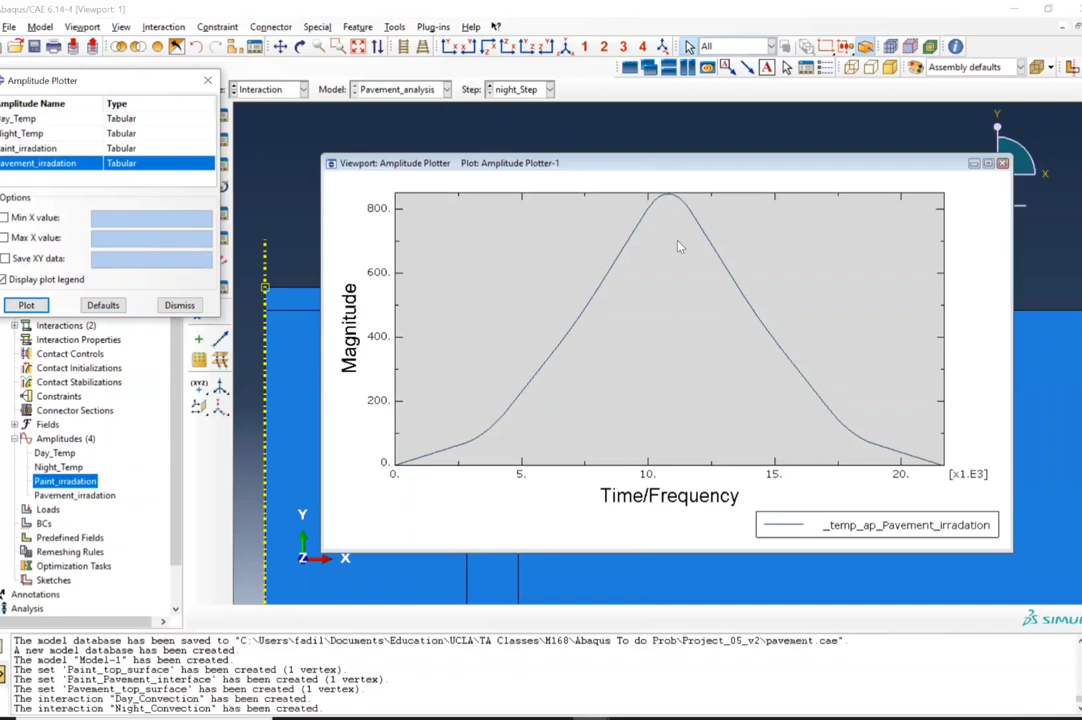 Abaqus/CAE 6.14-4 [Viewport: 1]
File Model Viewport View Interaction Constraint Connector Special Feature Tools Plug-ins Help
1 2 3 4 All
Assembly defaults
Amplitude Plotter
Interaction Model: Pavement_analysis Step: night_Step
Amplitude Name Type
Day_Temp Tabular
Night_Temp Tabular
Paint_irradiation Tabular
Pavement_irradiation Tabular
Options
Min X value:
Max X value:
Save XY data:
Display plot legend
Plot Defaults Dismiss
Interactions (2)
Interaction Properties
Contact Controls
Contact Initializations
Contact Stabilizations
Constraints
Connector Sections
Fields
Amplitudes (4)
Day_Temp
Night_Temp
Paint_irradiation
Pavement_irradiation
Loads
BCs
Predefined Fields
Remeshing Rules
Optimization Tasks
Sketches
Annotations
Analysis
(XYZ)
Viewport: Amplitude Plotter Plot: Amplitude Plotter-1
800.
600.
400.
200.
0.
Magnitude
0. 5. 10. 15. 20. [x1.E3]
Time/Frequency
_temp_ap_Pavement_irradiation
Y
X
Y
Z X
SIMUL
The model database has been saved to "C:\Users\fadil\Documents\Education\UCLA\TA Classes\M168\Abaqus To do Prob\Project_05_v2\pavement.cae".
A new model database has been created.
The model "Model-1" has been created.
The set 'Paint_top_surface' has been created (1 vertex).
The set 'Paint_Pavement_interface' has been created (1 vertex).
The set 'Pavement_top_surface' has been created (1 vertex).
The interaction "Day_Convection" has been created.
The interaction "Night_Convection" has been created.